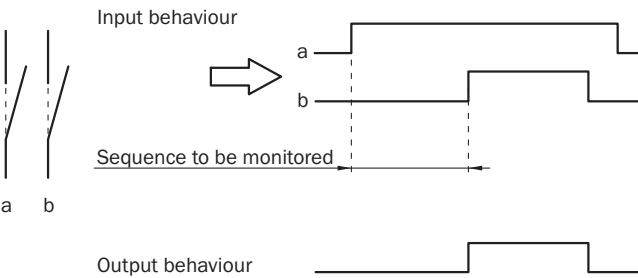 Input behaviour
a
b
Sequence to be monitored
a b
Output behaviour